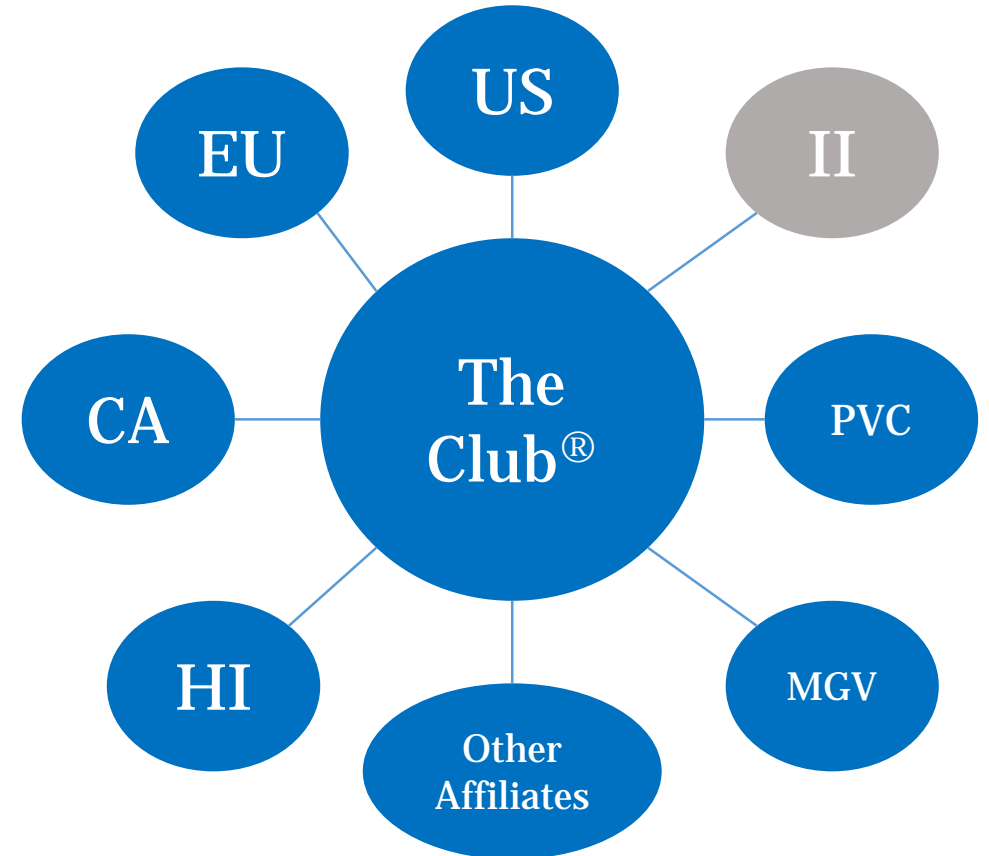 US
EU
II
The
Club®
CA
PVC
HI
MGV
Other
Affiliates